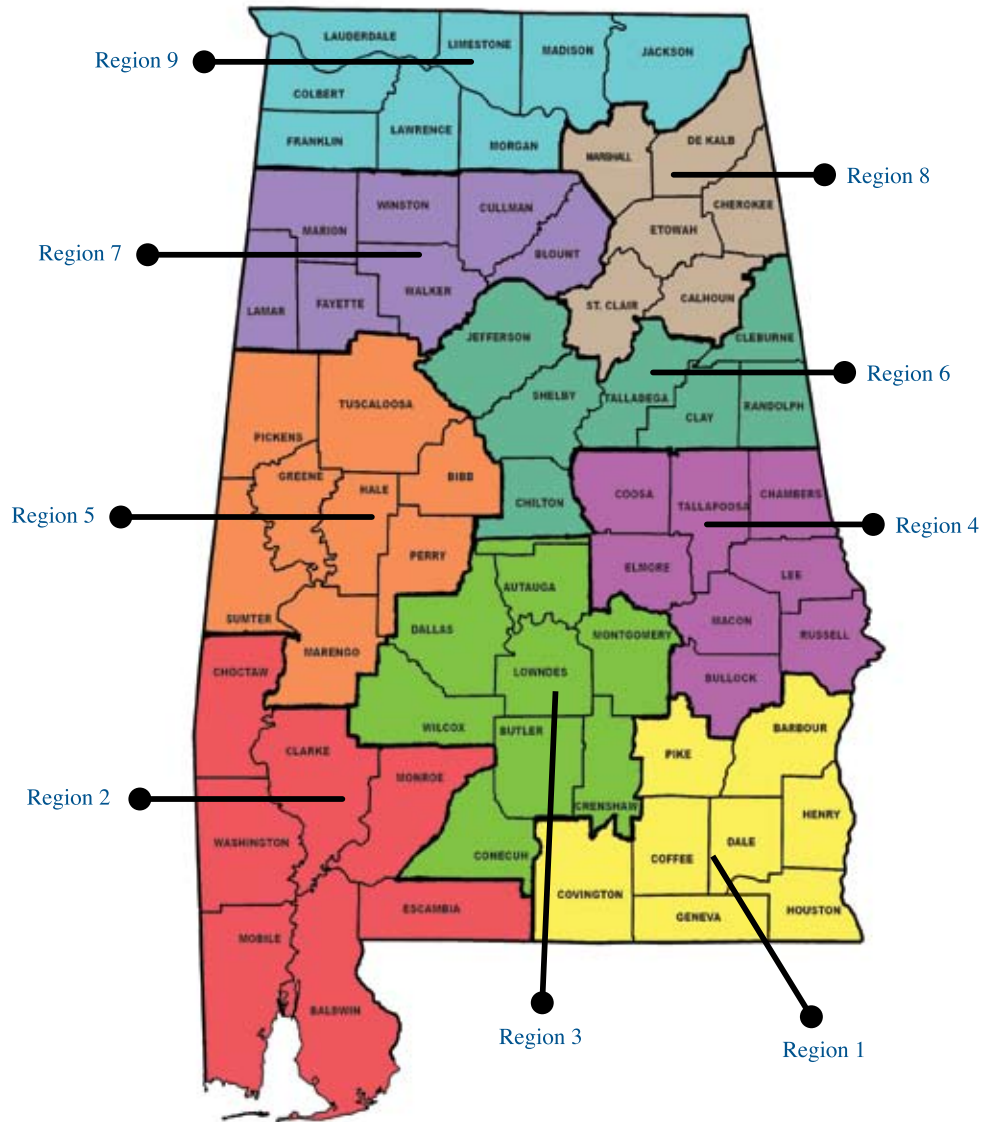 LAUDERDALE
LIMESTONE
MADISON
JACKSON
Region 9
COLBERT
LAWRENCE
FRANKLIN
MORGAN
MARSHALL
DE KALB
Region 8
CHEROKEE
WINSTON
CULLMAN
MARION
ETOWAH
Region 7
BLOUNT
WALKER
LAMAR
FAYETTE
ST. CLAIR
CALHOUN
JEFFERSON
CLEBURNE
Region 6
SHELBY
TALLADEGA
TUSCALOOSA
CLAY
RANDOLPH
PICKENS
GREENE
HALE
BIBB
COOSA
TALLAPOOSA
CHAMBERS
CHILTON
Region 5
Region 4
PERRY
ELMORE
LEE
AUTAUGA
SUMTER
DALLAS
MONTGOMERY
MACON
RUSSELL
MARENGO
CHOCTAW
LOWNDES
BULLOCK
WILCOX
BUTLER
BARBOUR
CLARKE
PIKE
MONROE
Region 2
CRENSHAW
HENRY
WASHINGTON
CONECUH
COFFEE
DALE
COVINGTON
ESCAMBIA
GENEVA
HOUSTON
MOBILE
BALDWIN
Region 3
Region 1